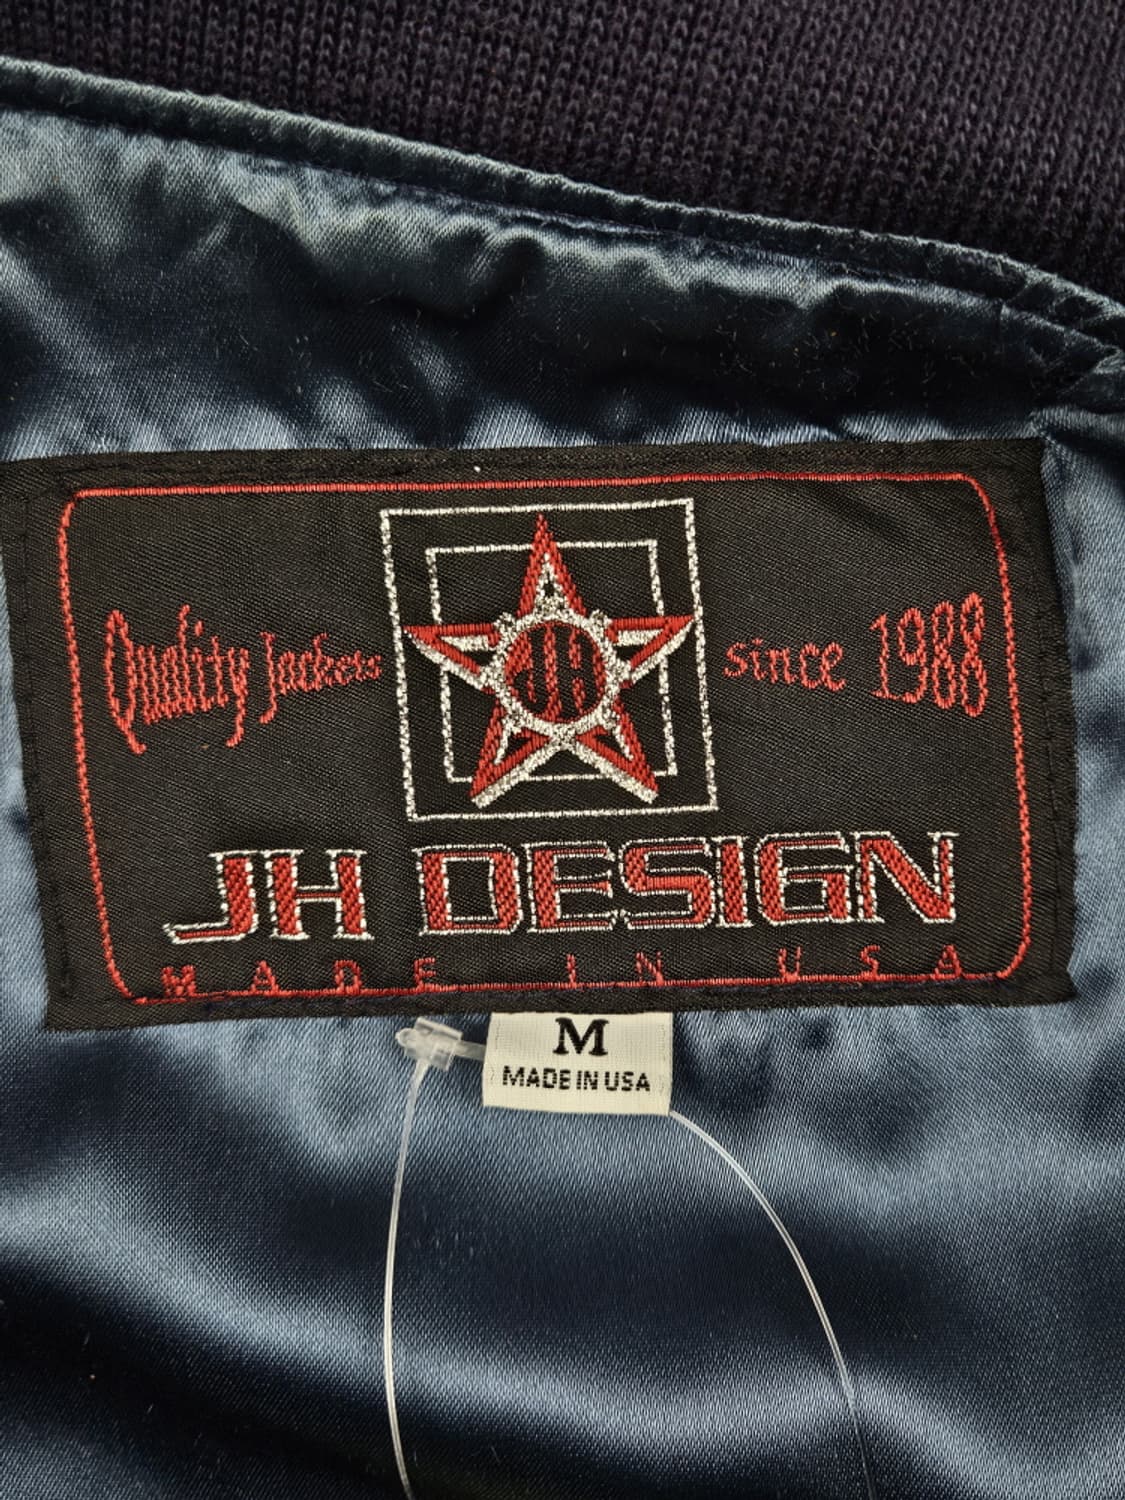 Quality Jackets
JH
since 1988
JH DESIGN
MADE IN USA
M
MADE IN USA